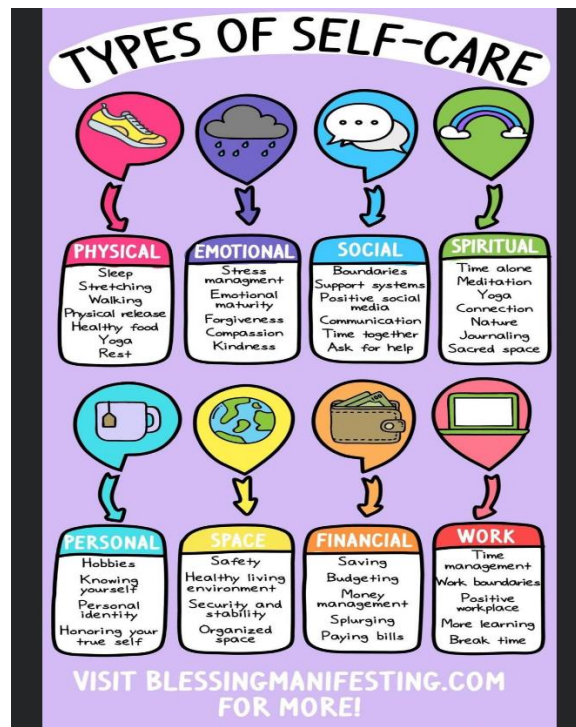 TYPES OF SELF-CARE
PHYSICAL
Sleep
Stretching
Walking
Physical release
Healthy food
Yoga
Rest
EMOTIONAL
Stress
managment
Emotional
maturity
Forgiveness
Compassion
Kindness
SOCIAL
Boundaries
Support systems
Positive social
media
Communication
Time together
Ask for help
SPIRITUAL
Time alone
Meditation
Yoga
Connection
Nature
Journaling
Sacred space
PERSONAL
Hobbies
Knowing
yourself
Personal
identity
Honoring your
true self
SPACE
Safety
Healthy living
environment
Security and
stability
Organized
space
FINANCIAL
Saving
Budgeting
Money
management
Splurging
Paying bills
WORK
Time
management
Work boundaries
Positive
workplace
More learning
Break time
VISIT BLESSINGMANIFESTING.COM
FOR MORE!